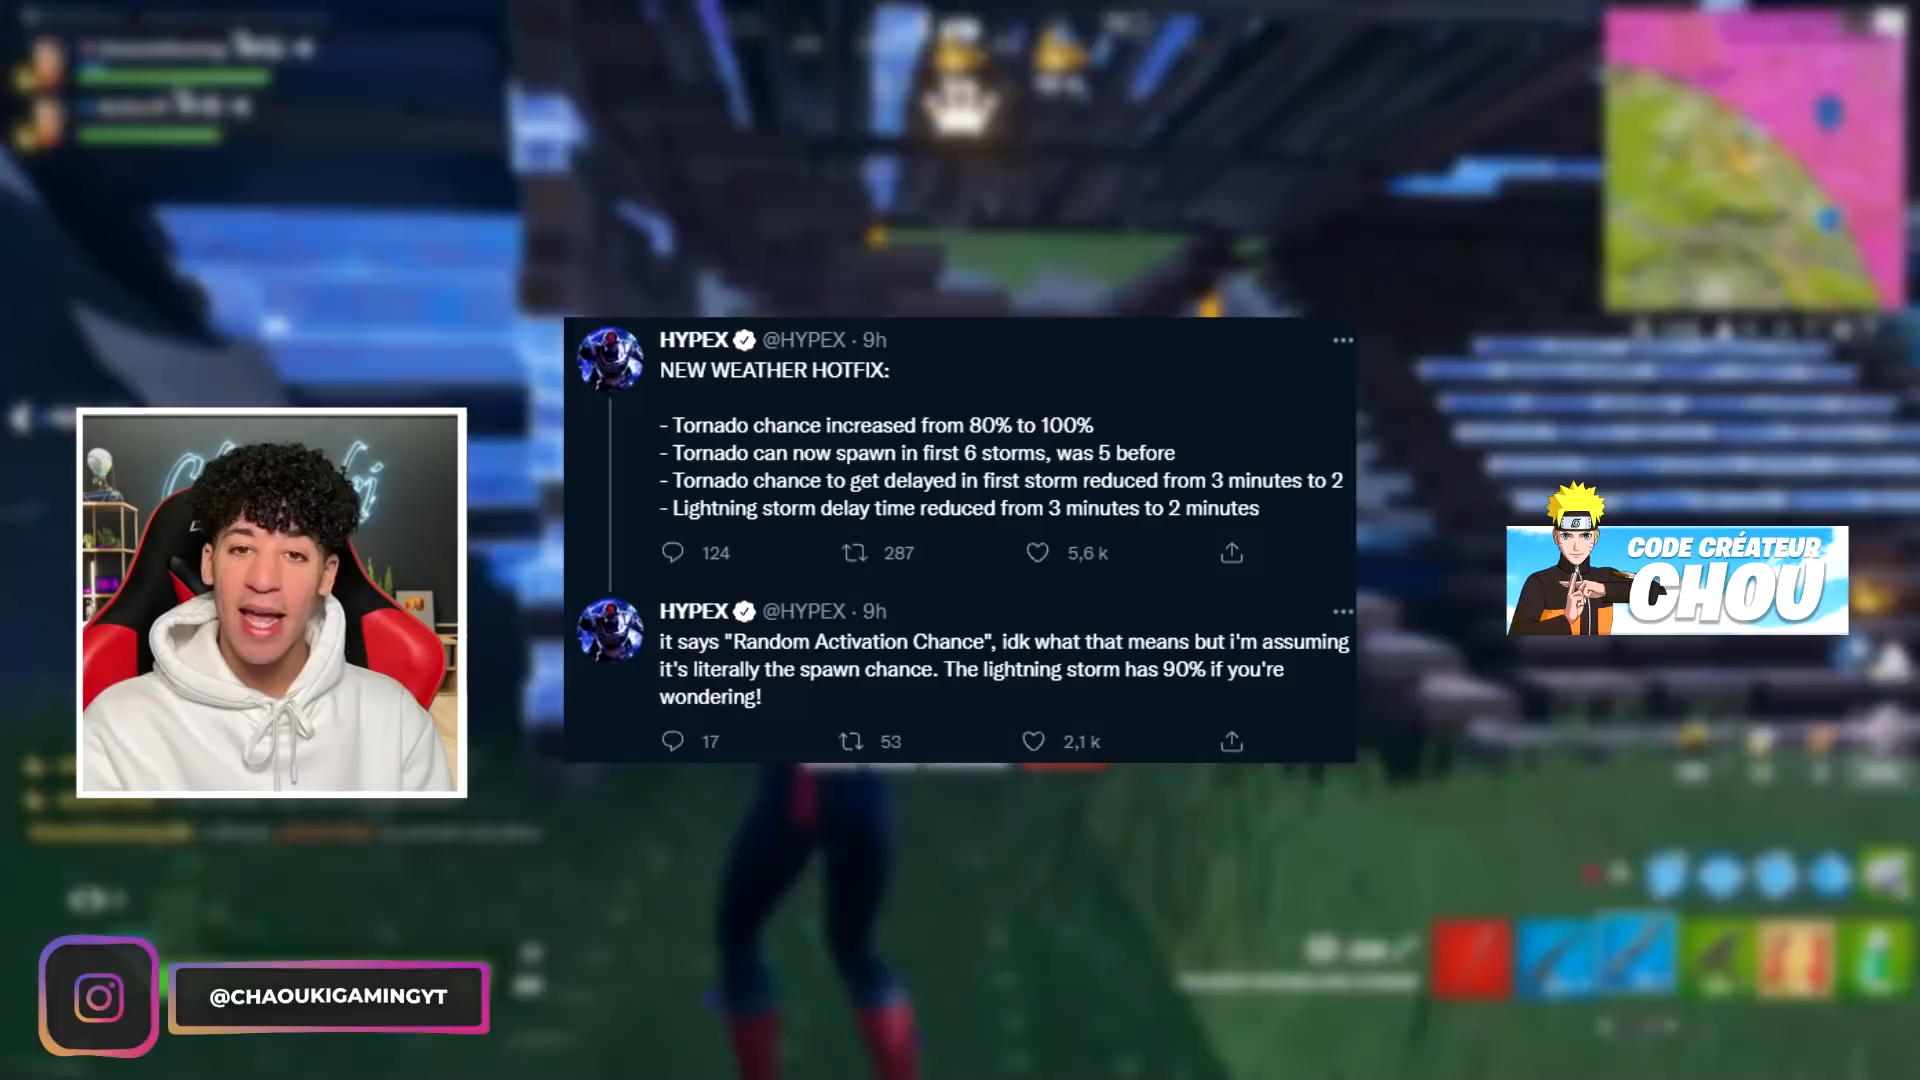 HYPEX @HYPEX · 9h
NEW WEATHER HOTFIX:
- Tornado chance increased from 80% to 100%
- Tornado can now spawn in first 6 storms, was 5 before
- Tornado chance to get delayed in first storm reduced from 3 minutes to 2
- Lightning storm delay time reduced from 3 minutes to 2 minutes
124 287 5,6 k
HYPEX @HYPEX · 9h
it says "Random Activation Chance", idk what that means but i'm assuming
it's literally the spawn chance. The lightning storm has 90% if you're
wondering!
17 53 2,1 k
CODE CRÉATEUR
CHOU
@CHAOUKIGAMINGYT